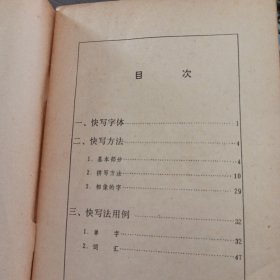 目 次
一、快写字体……………………1
二、快写方法……………………4
1. 基本部分……………………4
2. 拼写方法……………………10
3. 相象的字……………………29
三、快写法用例……………………32
1. 单 字……………………32
2. 词 汇……………………47